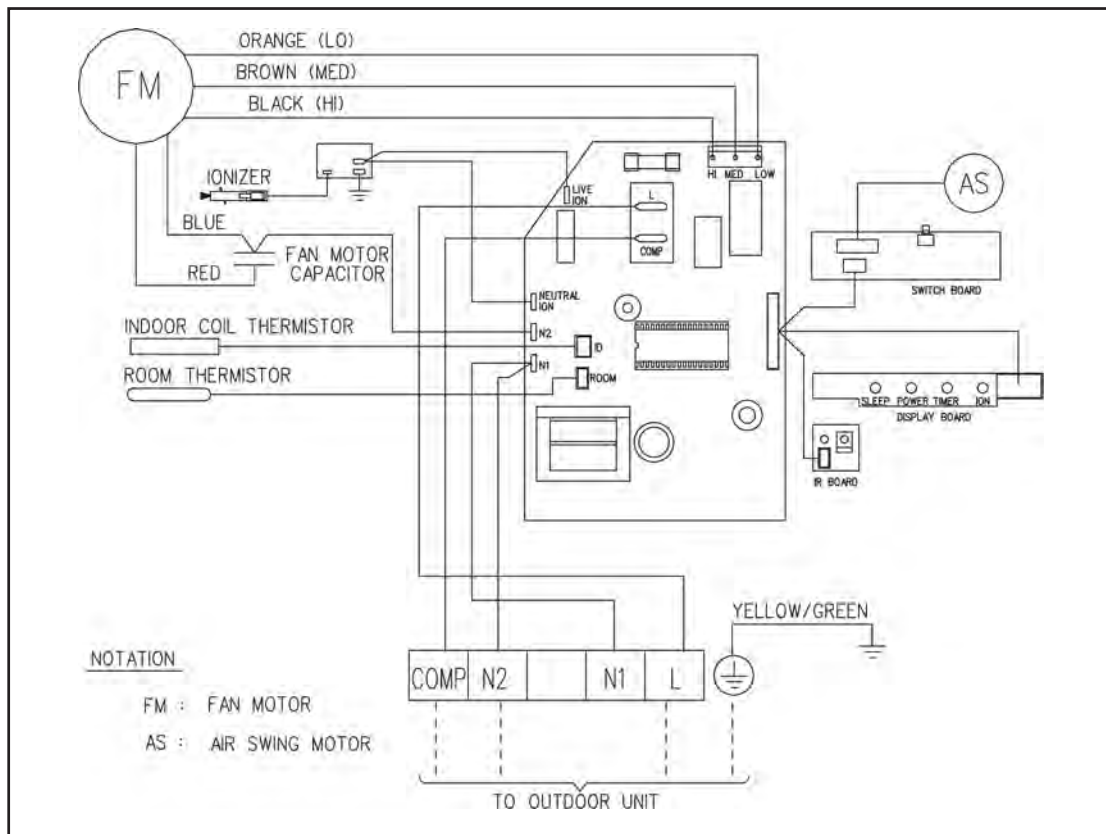 ORANGE (LO)
BROWN (MED)
BLACK (HI)
FM
HI MED LOW
IONIZER
LIVE
ION
L
AS
BLUE
COMP
FAN MOTOR
CAPACITOR
RED
SWITCH BOARD
NEUTRAL
ION
INDOOR COIL THERMISTOR
N2
ID
ROOM THERMISTOR
N1
ROOM
SLEEP POWER TIMER ION
DISPLAY BOARD
IR BOARD
YELLOW/GREEN
NOTATION
COMP N2 N1 L
FM : FAN MOTOR
AS : AIR SWING MOTOR
TO OUTDOOR UNIT